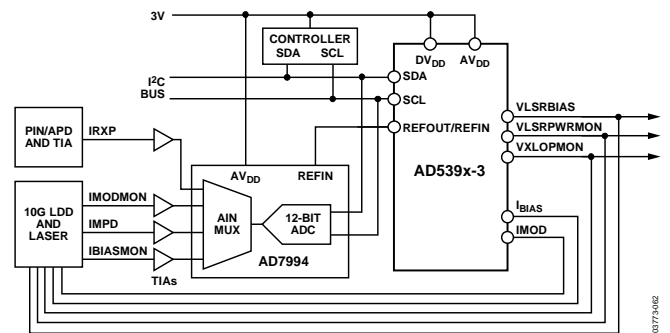 3V
CONTROLLER
SDA SCL
DVDD AVDD
I2C
BUS
SDA
SCL
REFOUT/REFIN
AD539x-3
VLSRBIAS
VLSRPWRMON
VXLOPMON
IBIAS
IMOD
PIN/APD
AND TIA
IRXP
AVDD REFIN
10G LDD
AND
LASER
IMODMON
IMPD
IBIASMON
TIAs
AIN
MUX
12-BIT
ADC
AD7994
03773-062